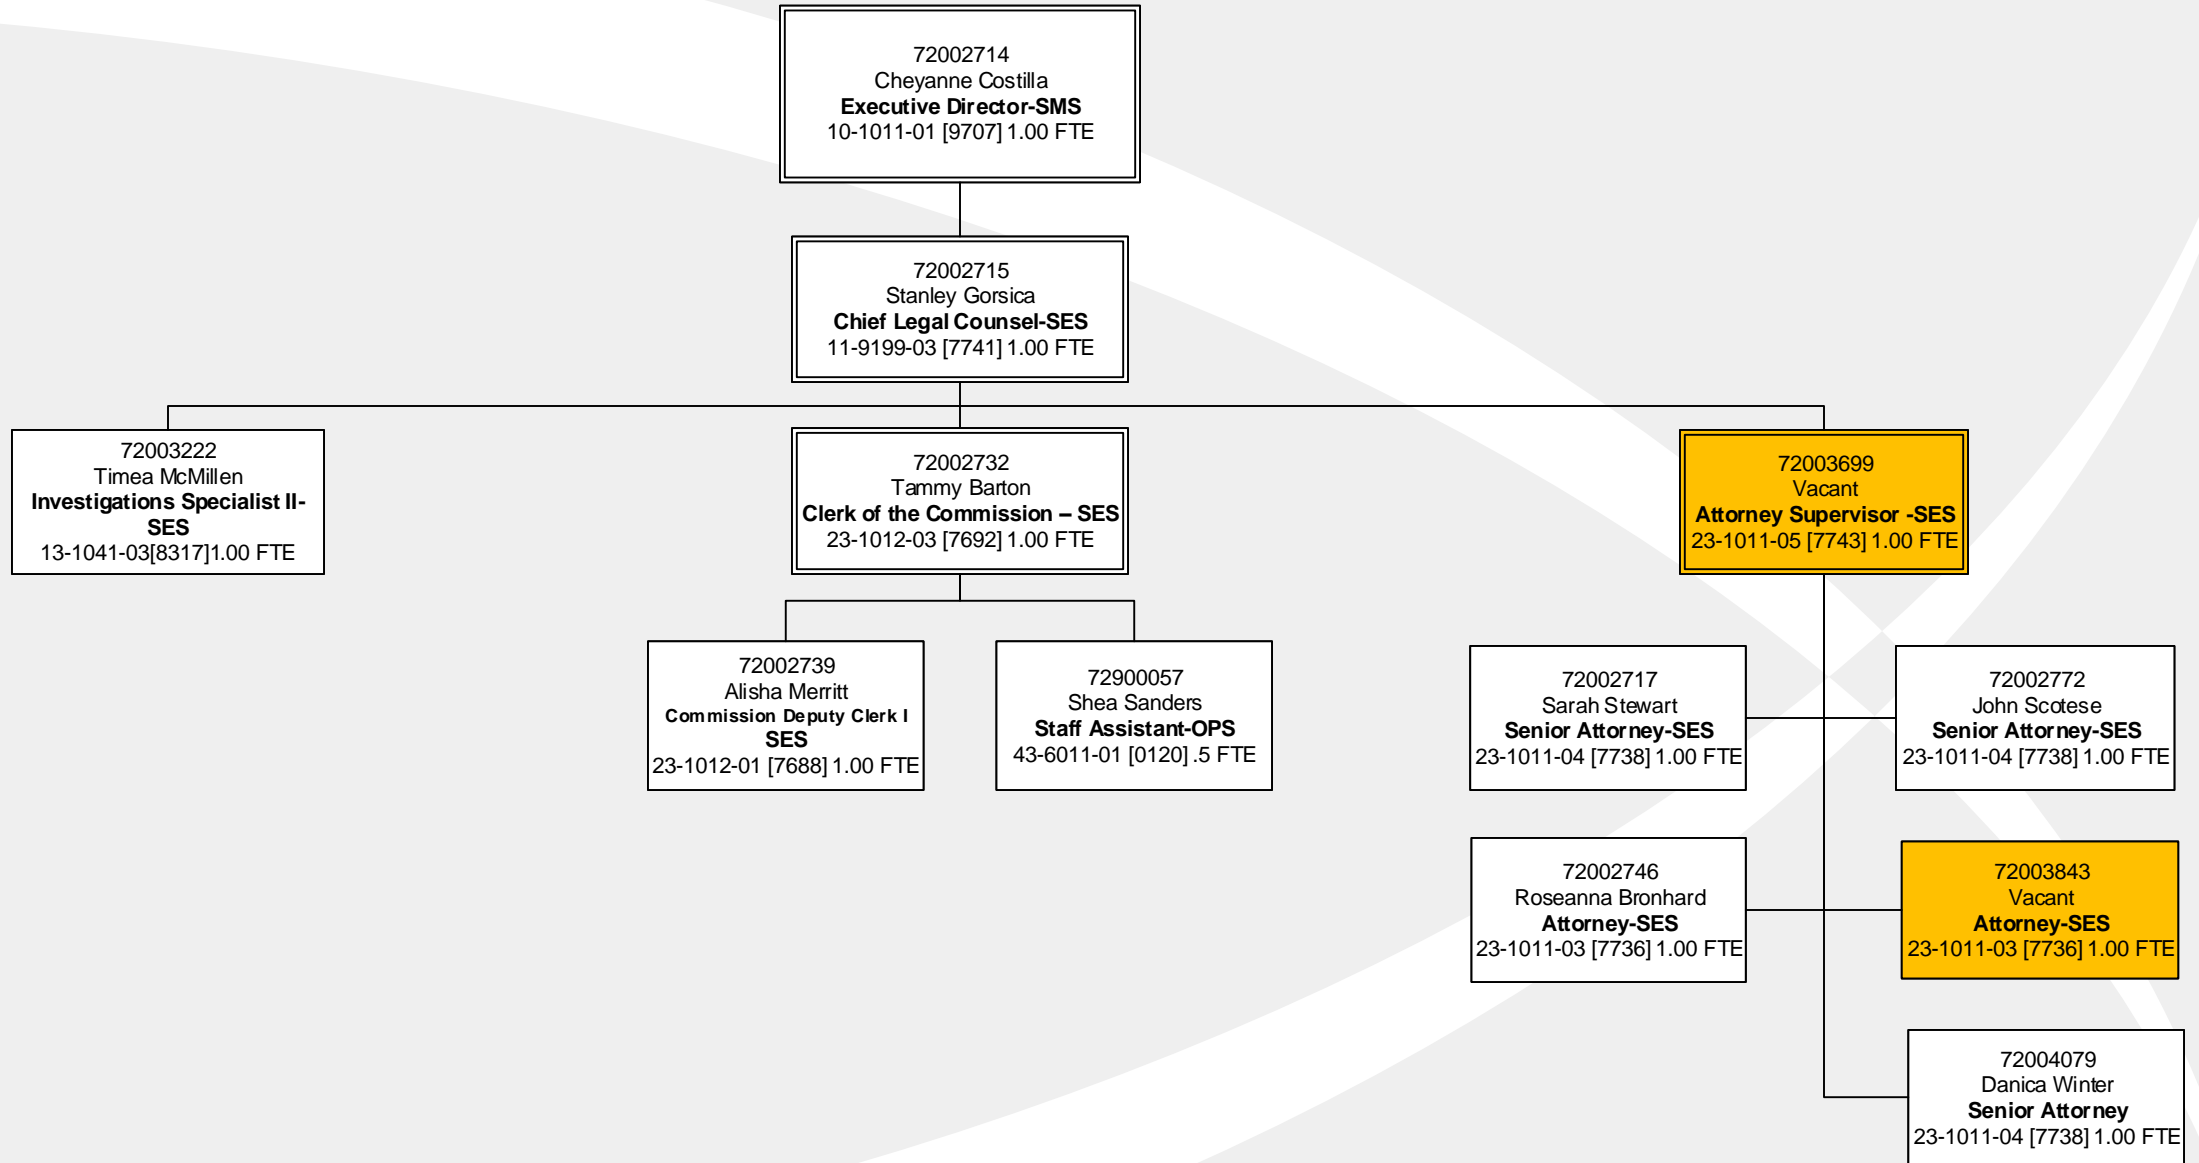 72002714
Cheyanne Costilla
Executive Director-SMS
10-1011-01 [9707] 1.00 FTE
72002715
Stanley Gorsica
Chief Legal Counsel-SES
11-9199-03 [7741] 1.00 FTE
72003222
Timea McMillen
Investigations Specialist II-
SES
13-1041-03[8317]1.00 FTE
72002732
Tammy Barton
Clerk of the Commission – SES
23-1012-03 [7692] 1.00 FTE
72003699
Vacant
Attorney Supervisor -SES
23-1011-05 [7743] 1.00 FTE
72002739
Alisha Merritt
Commission Deputy Clerk I
SES
23-1012-01 [7688] 1.00 FTE
72900057
Shea Sanders
Staff Assistant-OPS
43-6011-01 [0120] .5 FTE
72002717
Sarah Stewart
Senior Attorney-SES
23-1011-04 [7738] 1.00 FTE
72002772
John Scotese
Senior Attorney-SES
23-1011-04 [7738] 1.00 FTE
72002746
Roseanna Bronhard
Attorney-SES
23-1011-03 [7736] 1.00 FTE
72003843
Vacant
Attorney-SES
23-1011-03 [7736] 1.00 FTE
72004079
Danica Winter
Senior Attorney
23-1011-04 [7738] 1.00 FTE